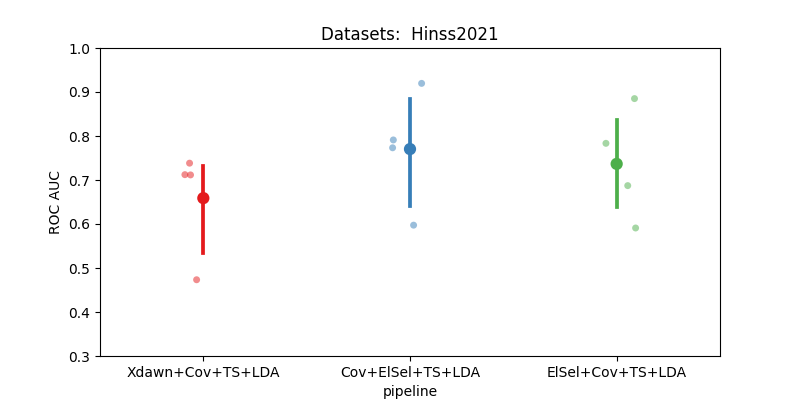 Datasets:  Hinss2021
1.0
0.9
0.8
0.7
0.6
0.5
0.4
0.3
ROC AUC
Xdawn+Cov+TS+LDA
Cov+ElSel+TS+LDA
ElSel+Cov+TS+LDA
pipeline